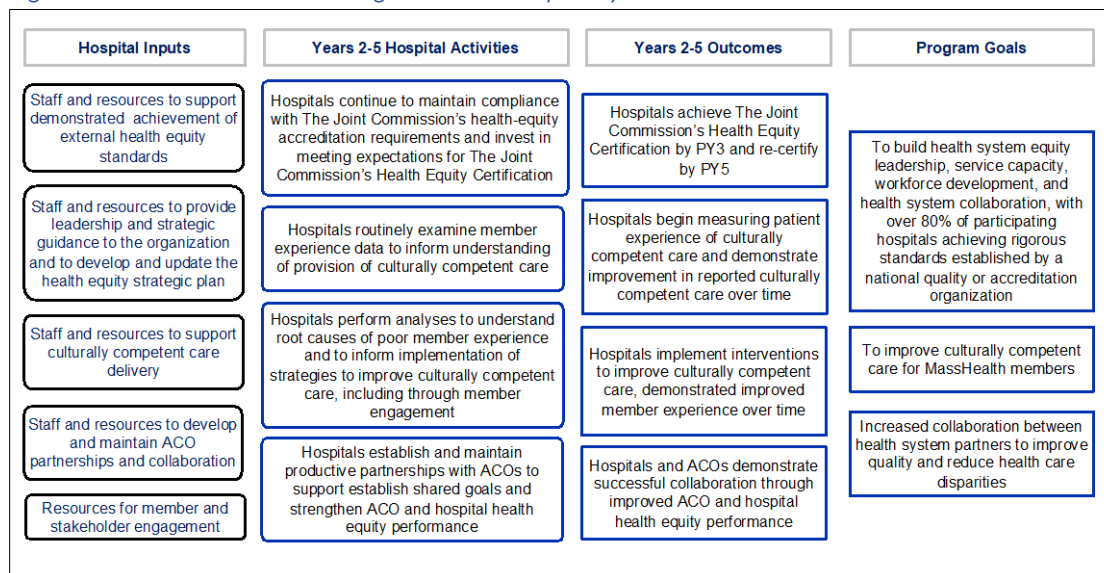 Hospital Inputs
Years 2-5 Hospital Activities
Years 2-5 Outcomes
Program Goals
Staff and resources to support
demonstrated achievement of
external health equity
standards
Staff and resources to provide
leadership and strategic
guidance to the organization
and to develop and update the
health equity strategic plan
Staff and resources to support
culturally competent care
delivery
Staff and resources to develop
and maintain ACO
partnerships and collaboration
Resources for member and
stakeholder engagement
Hospitals continue to maintain compliance
with The Joint Commission's health-equity
accreditation requirements and invest in
meeting expectations for The Joint
Commission's Health Equity Certification
Hospitals routinely examine member
experience data to inform understanding
of provision of culturally competent care
Hospitals perform analyses to understand
root causes of poor member experience
and to inform implementation of
strategies to improve culturally competent
care, including through member
engagement
Hospitals establish and maintain
productive partnerships with ACOs to
support establish shared goals and
strengthen ACO and hospital health
equity performance
Hospitals achieve The Joint
Commission's Health Equity
Certification by PY3 and re-certify
by PY5
Hospitals begin measuring patient
experience of culturally
competent care and demonstrate
improvement in reported culturally
competent care over time
Hospitals implement interventions
to improve culturally competent
care, demonstrated improved
member experience over time
Hospitals and ACOs demonstrate
successful collaboration through
improved ACO and hospital
health equity performance
To build health system equity
leadership, service capacity,
workforce development, and
health system collaboration, with
over 80% of participating
hospitals achieving rigorous
standards established by a
national quality or accreditation
organization
To improve culturally competent
care for MassHealth members
Increased collaboration between
health system partners to improve
quality and reduce health care
disparities